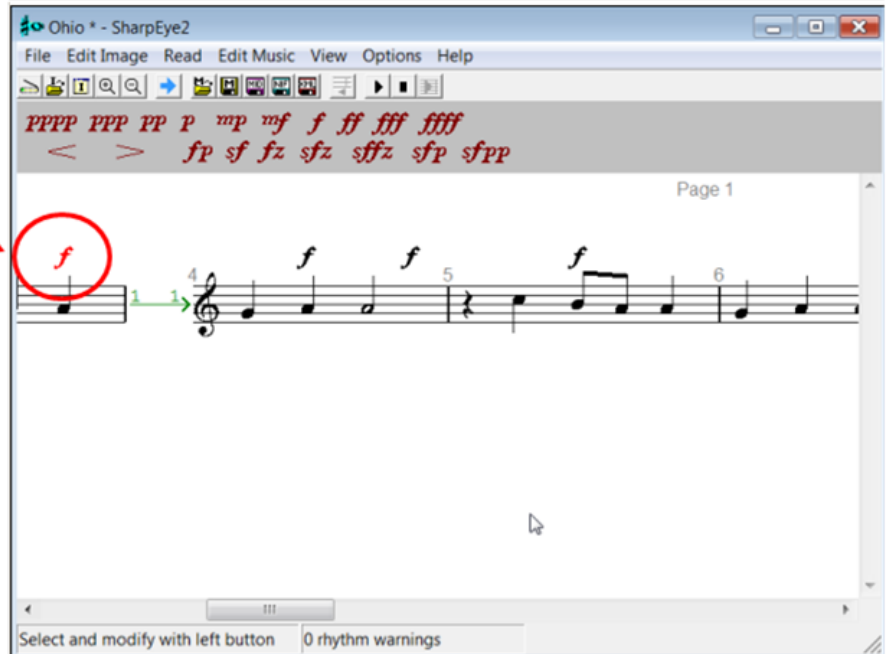 Ohio * - SharpEye2
File Edit Image Read Edit Music View Options Help
pppp ppp pp p mp mf f ff fff ffff
< > fp sf fz sfz sffz sfp sfpp
Page 1
f f f f
4 5 6
1 1
Select and modify with left button 0 rhythm warnings